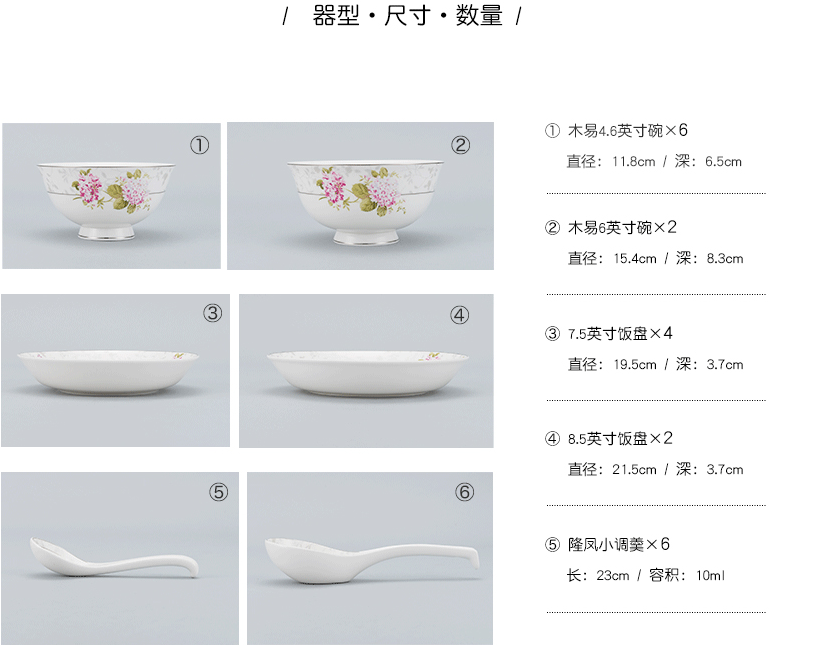 / 器型·尺寸·数量 /
①
②
① 木易4.6英寸碗×6
直径：11.8cm / 深：6.5cm
② 木易6英寸碗×2
直径：15.4cm / 深：8.3cm
③
④
③ 7.5英寸饭盘×4
直径：19.5cm / 深：3.7cm
④ 8.5英寸饭盘×2
直径：21.5cm / 深：3.7cm
⑤
⑥
⑤ 隆凤小调羹×6
长：23cm / 容积：10ml